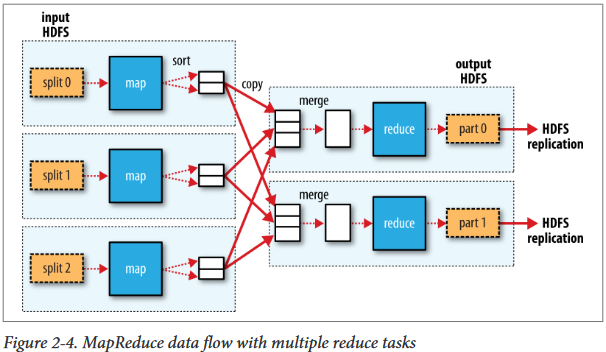 input
HDFS
split 0
map
sort
copy
split 1
map
split 2
map
output
HDFS
merge
reduce
part 0
HDFS
replication
merge
reduce
part 1
HDFS
replication
Figure 2-4. MapReduce data flow with multiple reduce tasks